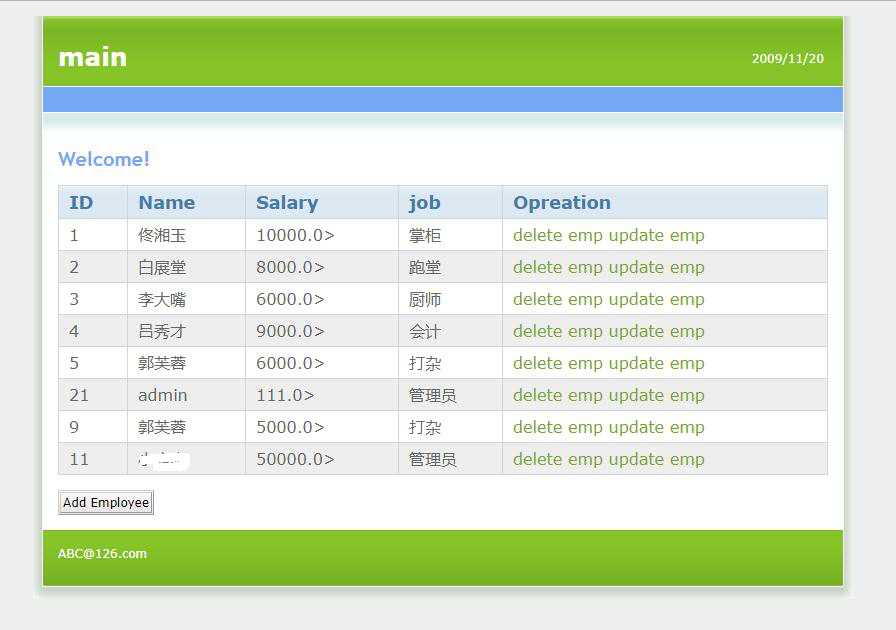 main
2009/11/20
Welcome!
ID Name Salary job Opreation
1 佟湘玉 10000.0> 掌柜 delete emp update emp
2 白展堂 8000.0> 跑堂 delete emp update emp
3 李大嘴 6000.0> 厨师 delete emp update emp
4 吕秀才 9000.0> 会计 delete emp update emp
5 郭芙蓉 6000.0> 打杂 delete emp update emp
21 admin 111.0> 管理员 delete emp update emp
9 郭芙蓉 5000.0> 打杂 delete emp update emp
11 50000.0> 管理员 delete emp update emp
Add Employee
ABC@126.com